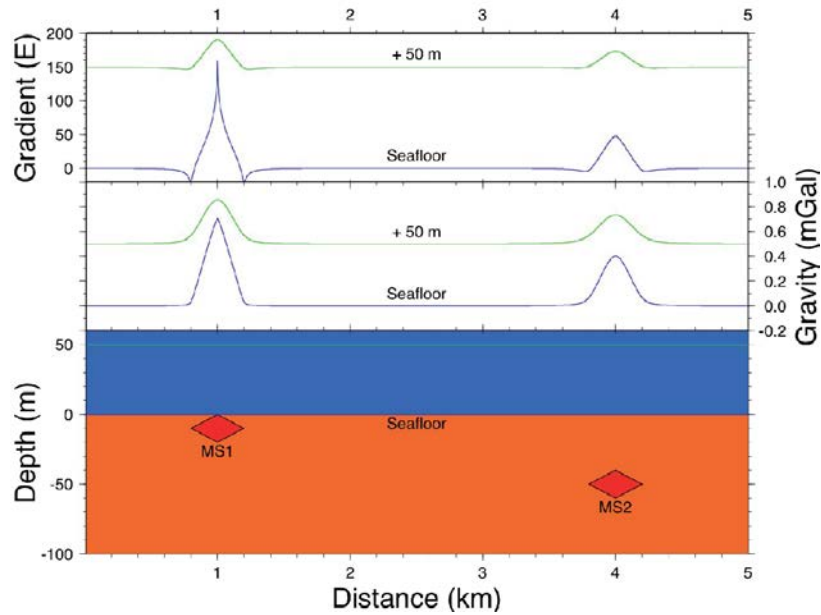 1 2 3 4 5
200
150
100
50
0
Gradient (E)
+ 50 m
Seafloor
1.0
0.8
0.6
0.4
0.2
0.0
-0.2
Gravity (mGal)
+ 50 m
Seafloor
50
0
-50
-100
Depth (m)
Seafloor
MS1
MS2
1 2 3 4 5
Distance (km)